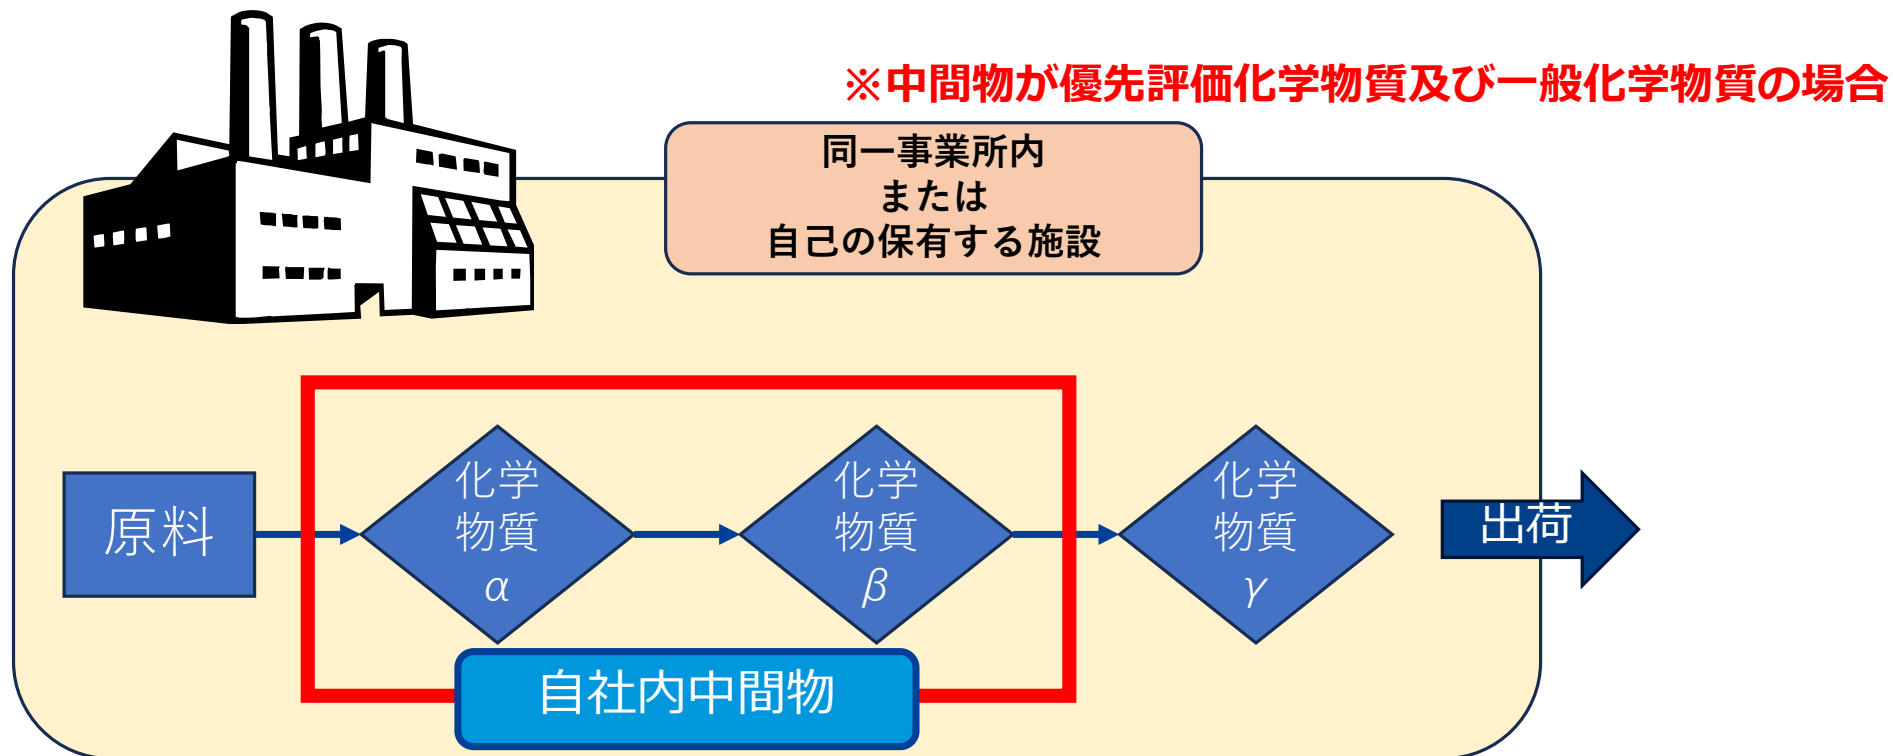 ※中間物が優先評価化学物質及び一般化学物質の場合
同一事業所内
または
自己の保有する施設
原料
化学
物質
α
化学
物質
β
化学
物質
γ
出荷
自社内中間物